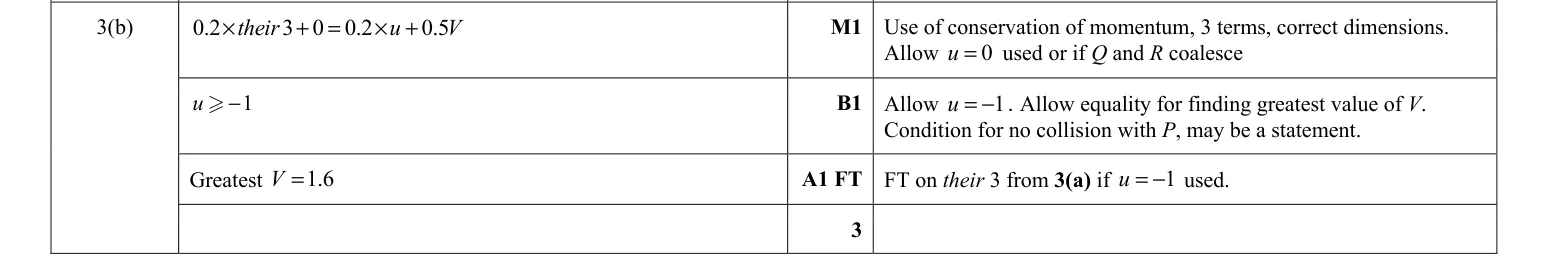 3(b)
0.2×their 3+0=0.2×u+0.5V
M1
Use of conservation of momentum, 3 terms, correct dimensions.
Allow u=0 used or if Q and R coalesce
u⩾−1
B1
Allow u=−1. Allow equality for finding greatest value of V.
Condition for no collision with P, may be a statement.
Greatest V=1.6
A1 FT
FT on their 3 from 3(a) if u=−1 used.
3